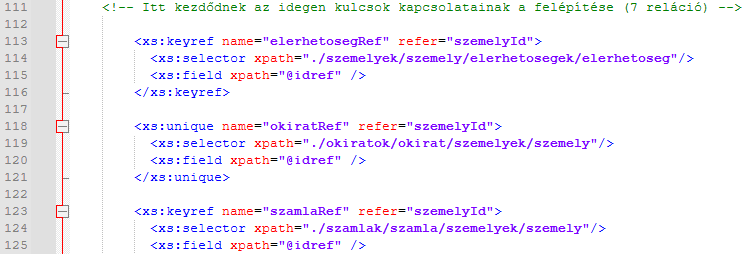 111 <!-- Itt kezdődnek az idegen kulcsok kapcsolatainak a felépítése (7 reláció) -->
112
113 <xs:keyref name="elerhetosegRef" refer="szemelyId">
114 <xs:selector xpath="./szemelyek/szemely/elerhetosegek/elerhetoseg"/>
115 <xs:field xpath="@idref" />
116 </xs:keyref>
117
118 <xs:unique name="okiratRef" refer="szemelyId">
119 <xs:selector xpath="./okiratok/okirat/szemelyek/szemely"/>
120 <xs:field xpath="@idref" />
121 </xs:unique>
122
123 <xs:keyref name="szamlaRef" refer="szemelyId">
124 <xs:selector xpath="./szamlak/szamla/szemelyek/szemely"/>
125 <xs:field xpath="@idref" />